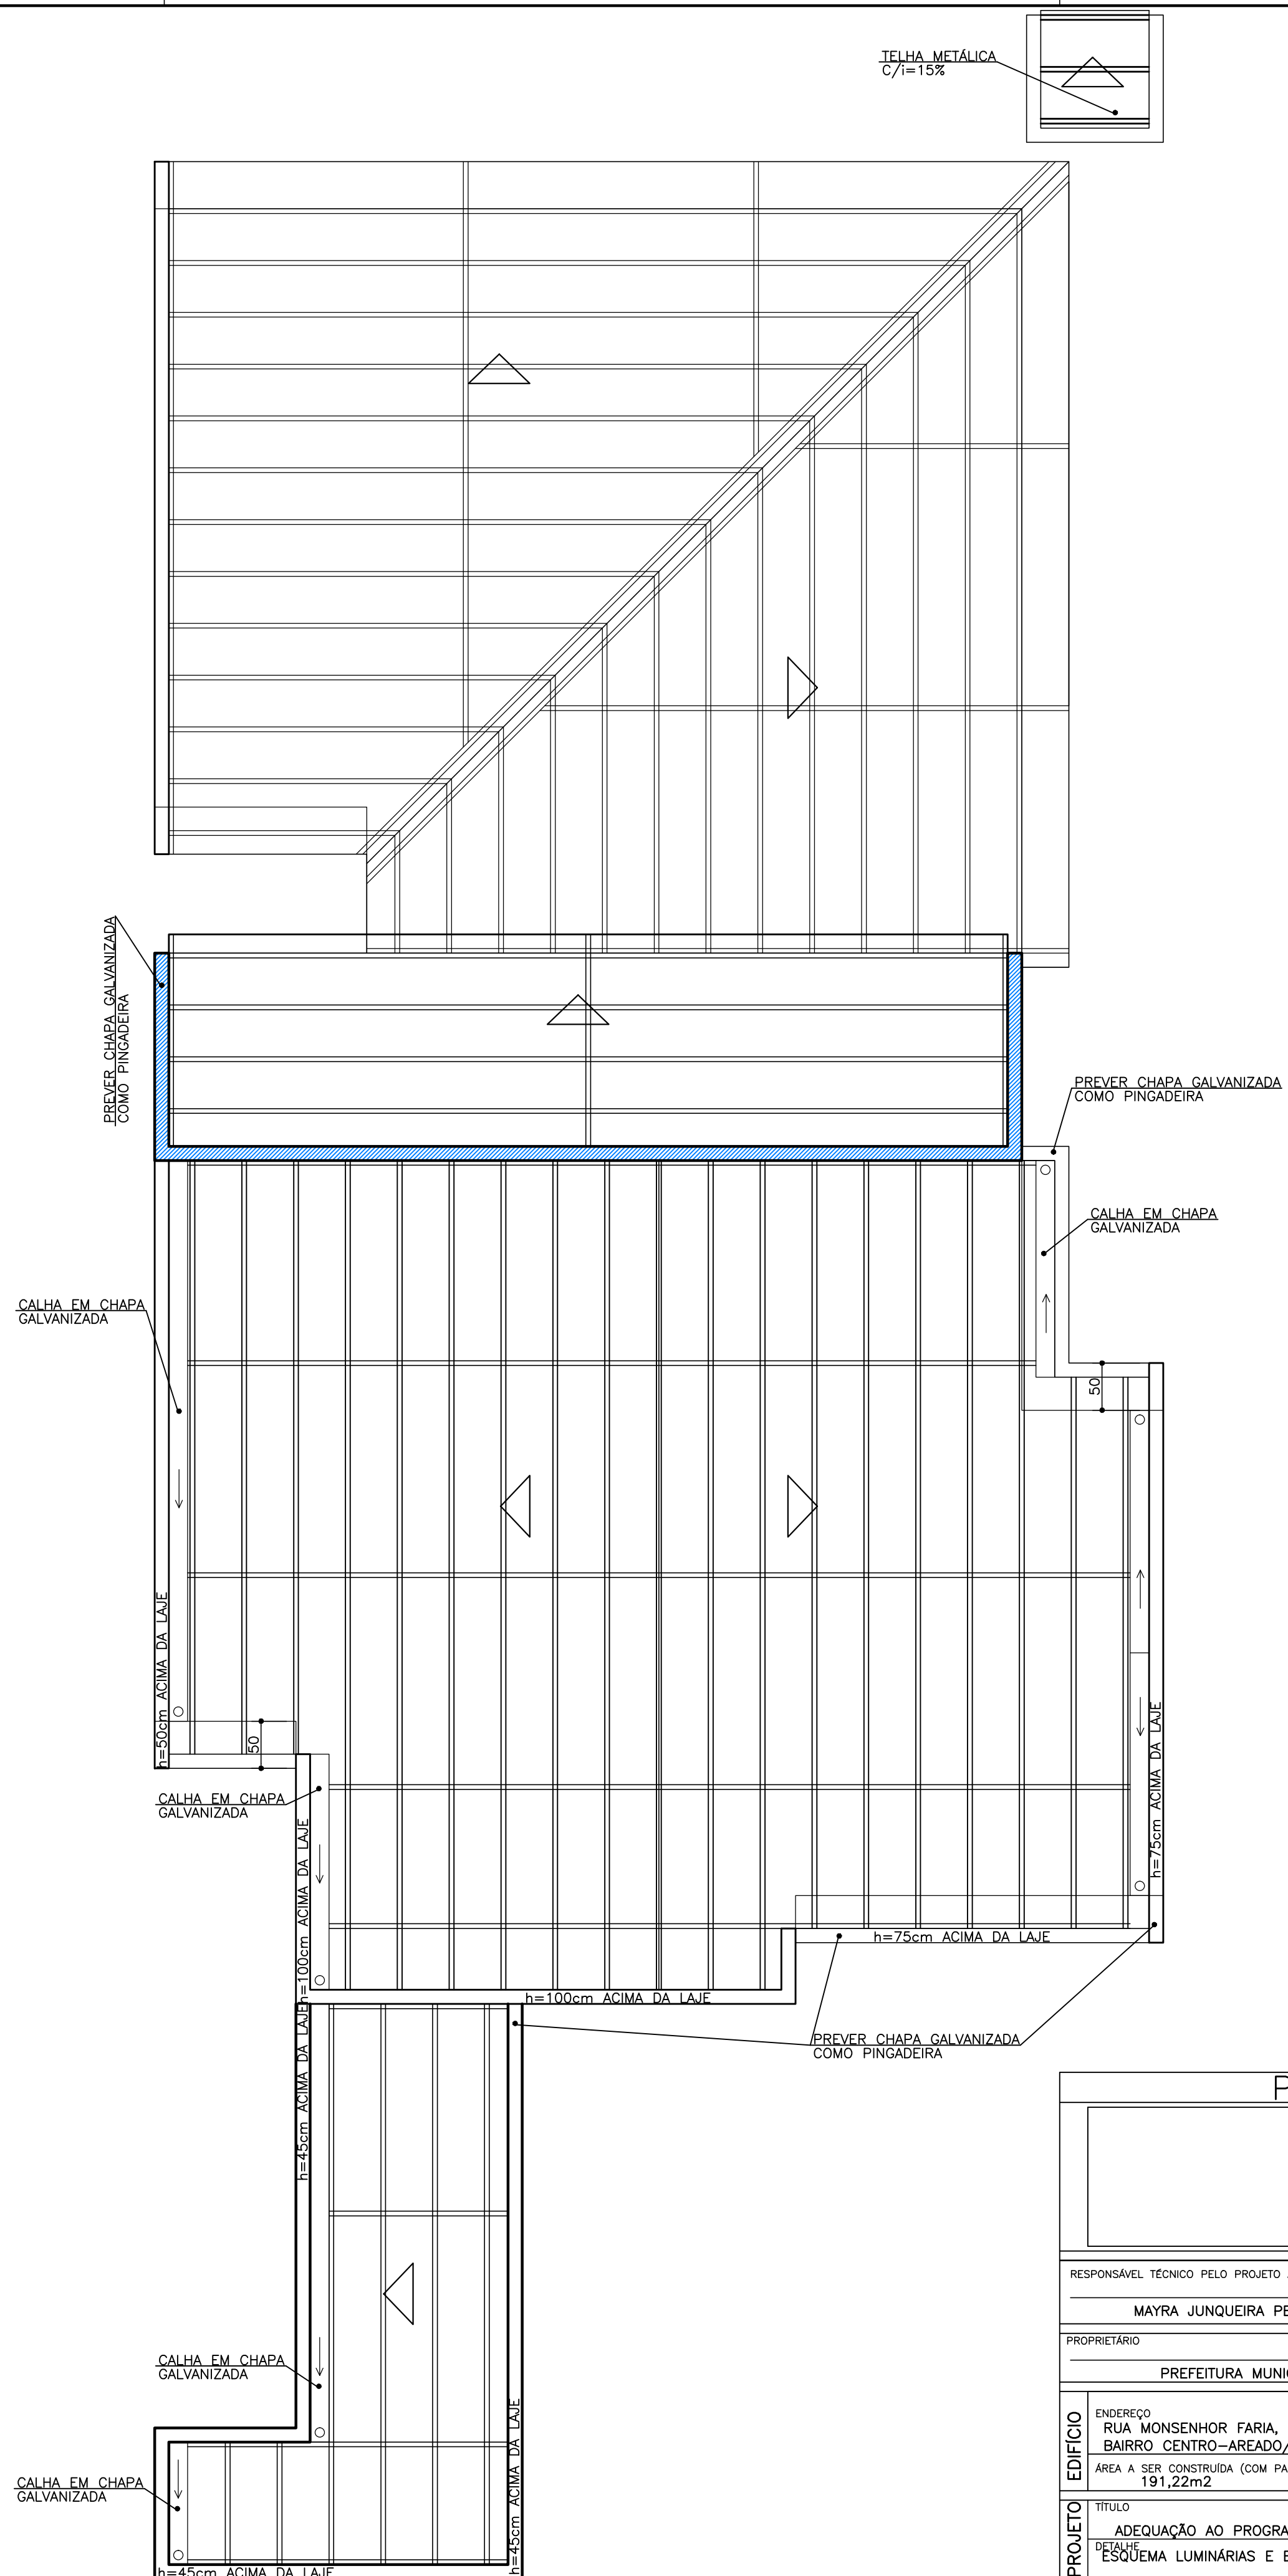 TELHA METÁLICA
C/i=15%
PREVER CHAPA GALVANIZADA
COMO PINGADEIRA
PREVER CHAPA GALVANIZADA
COMO PINGADEIRA
CALHA EM CHAPA
GALVANIZADA
CALHA EM CHAPA
GALVANIZADA
50
h=50cm ACIMA DA LAJE
50
h=75cm ACIMA DA LAJE
CALHA EM CHAPA
GALVANIZADA
h=100cm ACIMA DA LAJE
h=75cm ACIMA DA LAJE
h=100cm ACIMA DA LAJE
h=45cm ACIMA DA LAJE
PREVER CHAPA GALVANIZADA
COMO PINGADEIRA
P
RESPONSÁVEL TÉCNICO PELO PROJETO
MAYRA JUNQUEIRA
PROPRIETÁRIO
PREFEITURA
CALHA EM CHAPA
GALVANIZADA
h=45cm ACIMA DA LAJE
EDIFÍCIO
ENDEREÇO
RUA MONSENHOR FARIA,
BAIRRO CENTRO-AREADO/
ÁREA A SER CONSTRUÍDA (COM
191,22m2
CALHA EM CHAPA
GALVANIZADA
PROJETO
TÍTULO
ADEQUAÇÃO AO
DETALHE
ESQUEMA LUMINÁRIAS E
h=45cm ACIMA DA LAJE